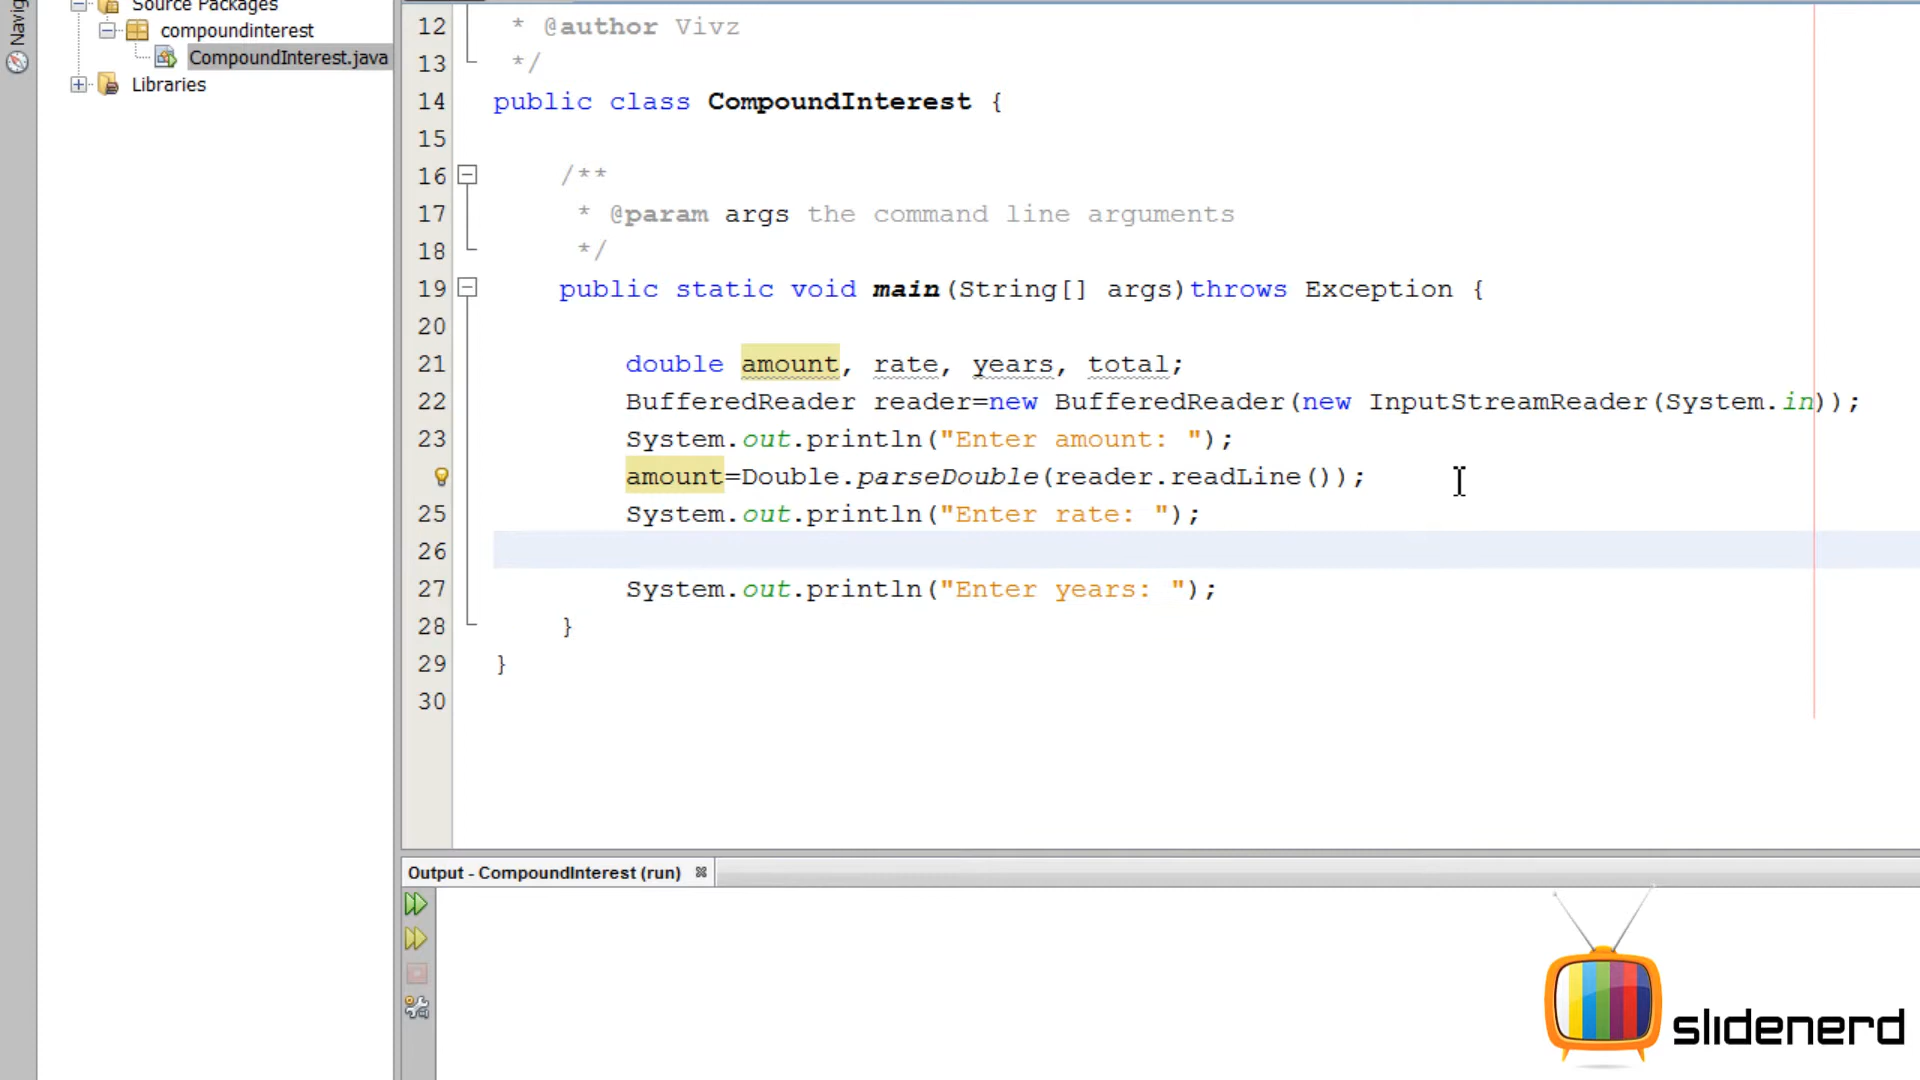 Navig
Source Packages
compoundinterest
CompoundInterest.java
Libraries
12 * @author Vivz
13 */
14 public class CompoundInterest {
15
16 /**
17 * @param args the command line arguments
18 */
19 public static void main(String[] args)throws Exception {
20
21 double amount, rate, years, total;
22 BufferedReader reader=new BufferedReader(new InputStreamReader(System.in));
23 System.out.println("Enter amount: ");
amount=Double.parseDouble(reader.readLine());
25 System.out.println("Enter rate: ");
26
27 System.out.println("Enter years: ");
28 }
29 }
30
Output - CompoundInterest (run)
slidenerd